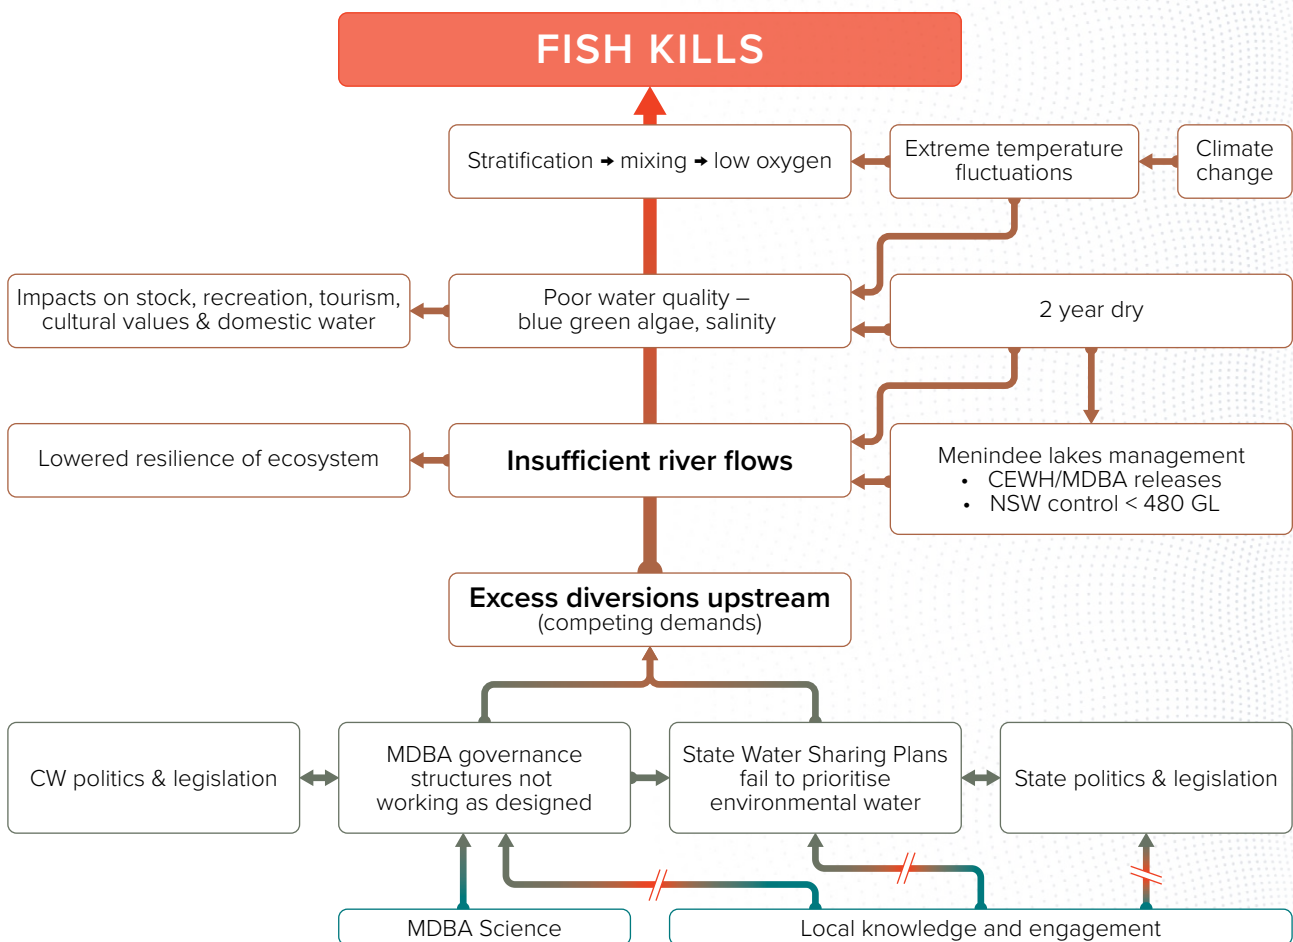 FISH KILLS
Stratification → mixing → low oxygen
Extreme temperature
fluctuations
Climate
change
Impacts on stock, recreation, tourism,
cultural values & domestic water
Poor water quality –
blue green algae, salinity
2 year dry
Lowered resilience of ecosystem
Insufficient river flows
Menindee lakes management
• CEWH/MDBA releases
• NSW control < 480 GL
Excess diversions upstream
(competing demands)
CW politics & legislation
MDBA governance
structures not
working as designed
State Water Sharing Plans
fail to prioritise
environmental water
State politics & legislation
MDBA Science
Local knowledge and engagement